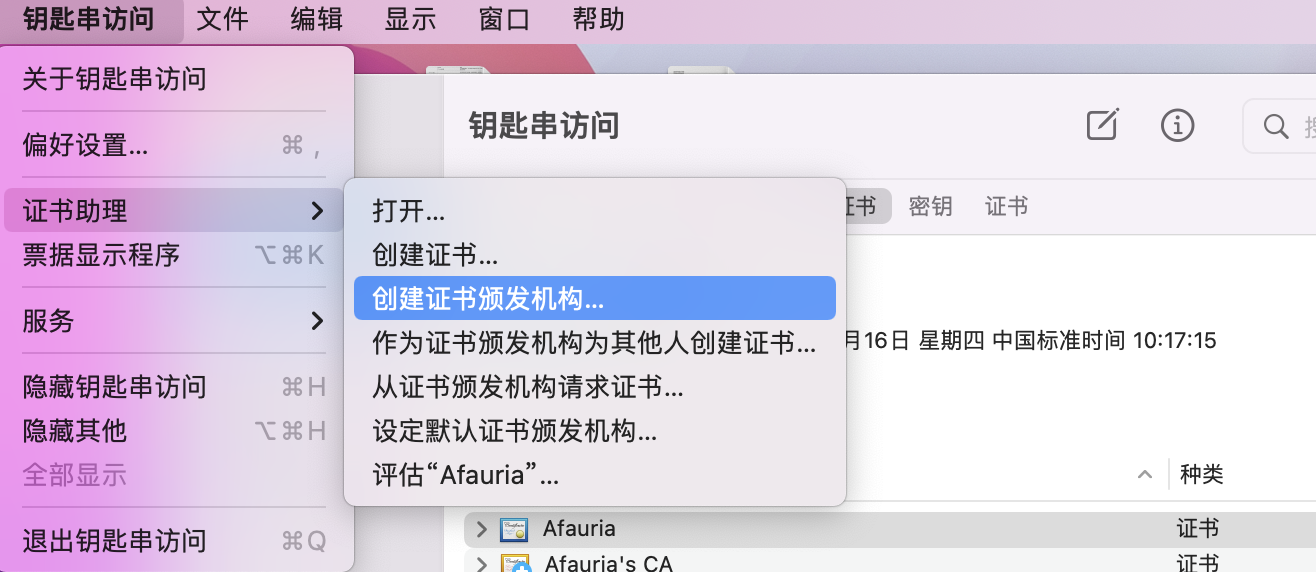 钥匙串访问 文件 编辑 显示 窗口 帮助
关于钥匙串访问
偏好设置... ⌘ ,
证书助理
票据显示程序 ⌥⌘K
服务
隐藏钥匙串访问 ⌘H
隐藏其他 ⌥⌘H
全部显示
退出钥匙串访问 ⌘Q
打开...
创建证书...
创建证书颁发机构...
作为证书颁发机构为其他人创建证书...
从证书颁发机构请求证书...
设定默认证书颁发机构...
评估“Afauria”...
钥匙串访问
证书 密钥 证书
月16日 星期四 中国标准时间 10:17:15
种类
Afauria 证书
Afauria's CA 证书